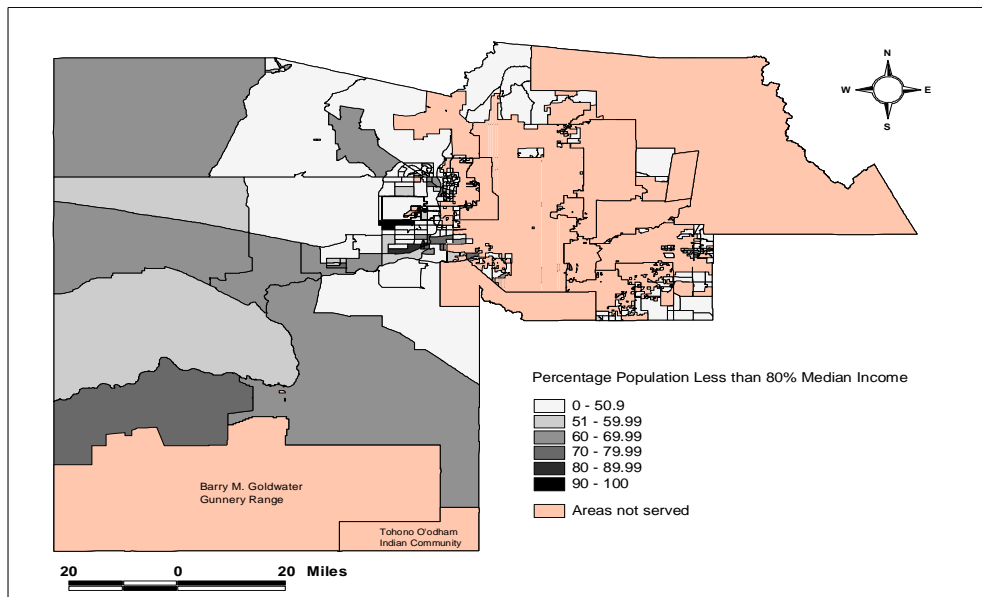 N
W E
S
Percentage Population Less than 80% Median Income
0 - 50.9
51 - 59.99
60 - 69.99
70 - 79.99
80 - 89.99
90 - 100
Areas not served
Barry M. Goldwater
Gunnery Range
Tohono O'odham
Indian Community
20 0 20 Miles